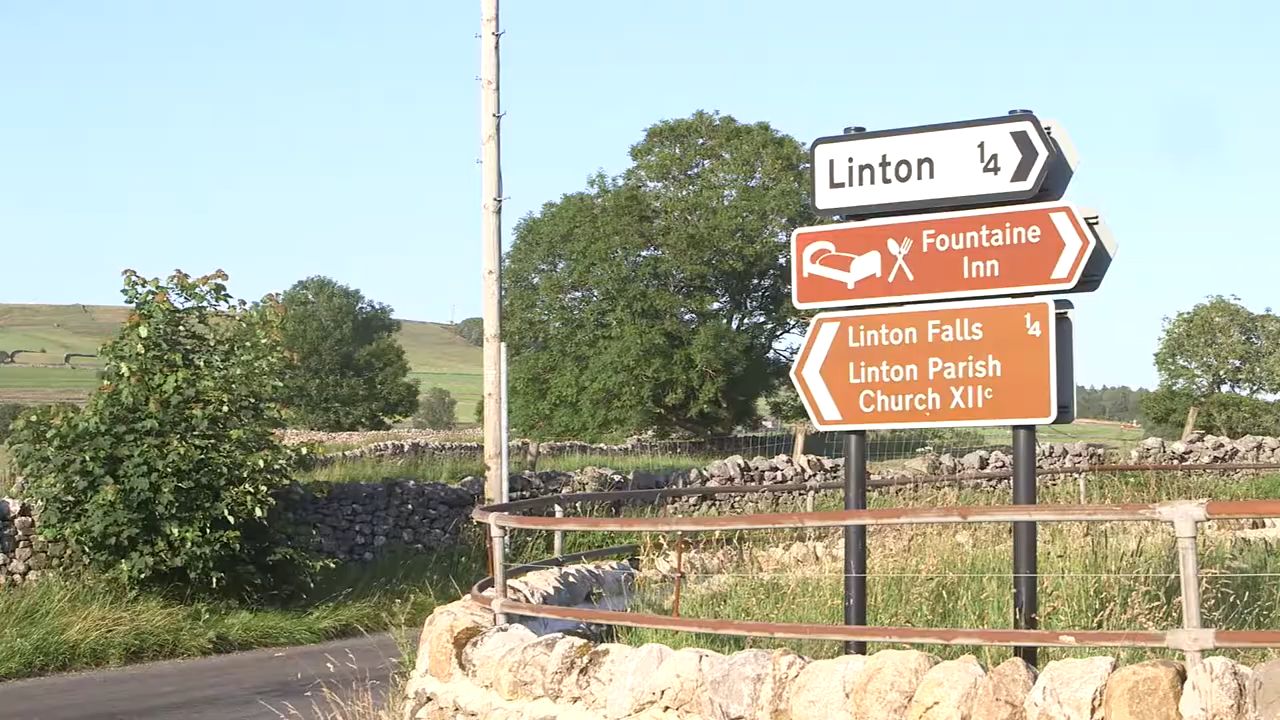 Linton ¼
Fountaine
Inn
Linton Falls ¼
Linton Parish
Church XIIᶜ